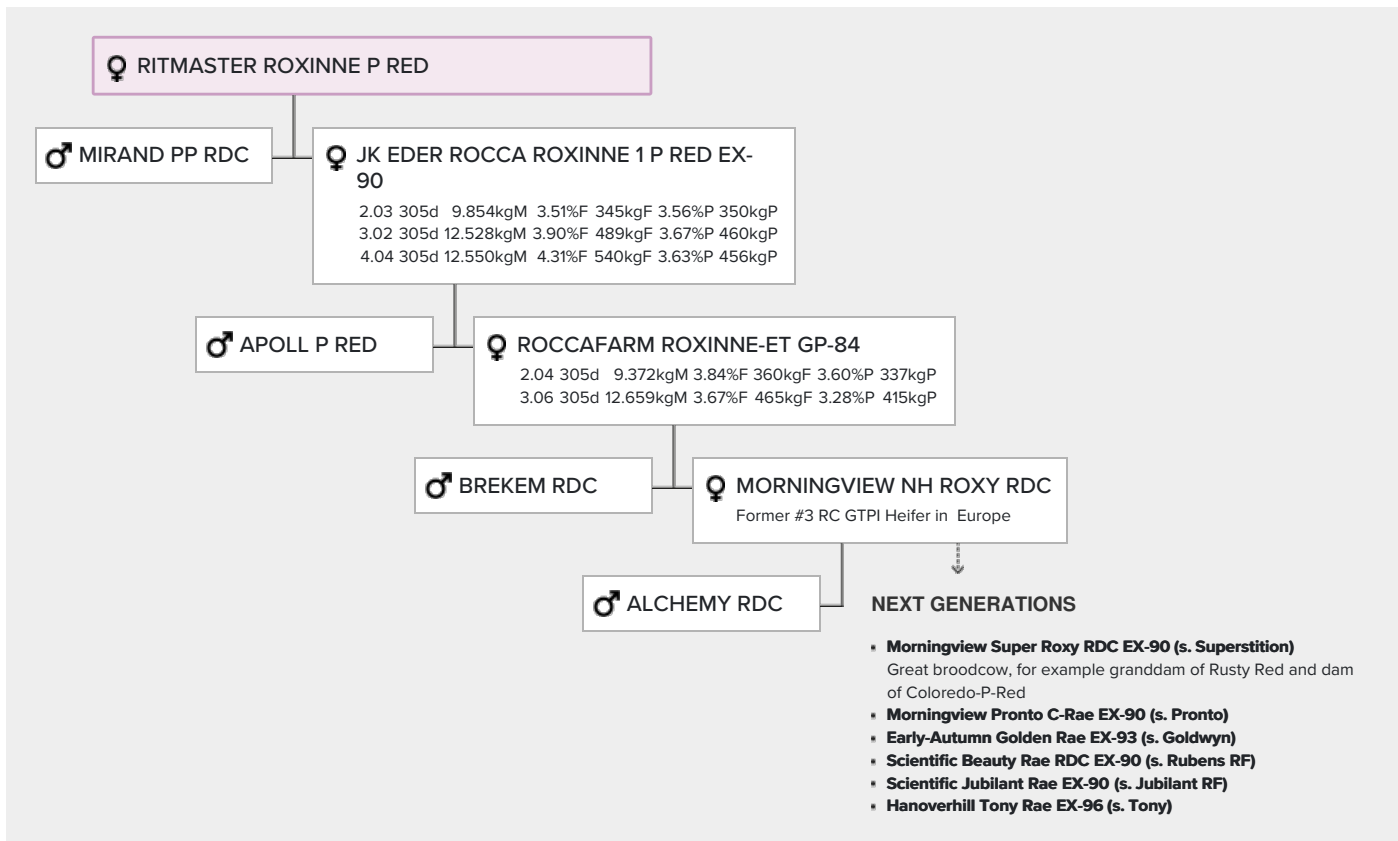 RITMASTER ROXINNE P RED
MIRAND PP RDC
JK EDER ROCCA ROXINNE 1 P RED EX-
90
2.03 305d 9.854kgM 3.51%F 345kgF 3.56%P 350kgP
3.02 305d 12.528kgM 3.90%F 489kgF 3.67%P 460kgP
4.04 305d 12.550kgM 4.31%F 540kgF 3.63%P 456kgP
APOLL P RED
ROCCAFARM ROXINNE-ET GP-84
2.04 305d 9.372kgM 3.84%F 360kgF 3.60%P 337kgP
3.06 305d 12.659kgM 3.67%F 465kgF 3.28%P 415kgP
BREKEM RDC
MORNINGVIEW NH ROXY RDC
Former #3 RC GTPI Heifer in Europe
ALCHEMY RDC
NEXT GENERATIONS
Morningview Super Roxy RDC EX-90 (s. Superstition)
Great broodcow, for example granddam of Rusty Red and dam
of Coloredo-P-Red
Morningview Pronto C-Rae EX-90 (s. Pronto)
Early-Autumn Golden Rae EX-93 (s. Goldwyn)
Scientific Beauty Rae RDC EX-90 (s. Rubens RF)
Scientific Jubilant Rae EX-90 (s. Jubilant RF)
Hanoverhill Tony Rae EX-96 (s. Tony)